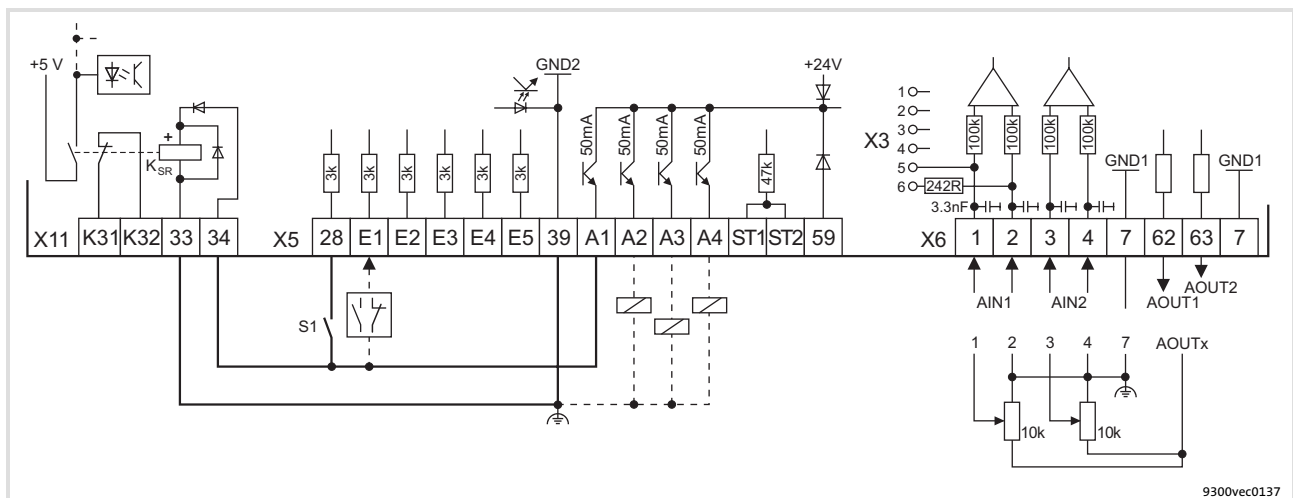 +5 V
+
K SR
X11 K31 K32 33 34
GND2
+24V
3k 3k 3k 3k 3k 3k
50mA 50mA 50mA 50mA
47k
X5 28 E1 E2 E3 E4 E5 39 A1 A2 A3 A4 ST1 ST2 59
S1
X3
1
2
3
4
5
6
242R
100k 100k 100k 100k
3.3nF
GND1 GND1
X6 1 2 3 4 7 62 63 7
AIN1 AIN2 AOUT1 AOUT2
1 2 3 4 7 AOUTx
10k 10k
9300vec0137